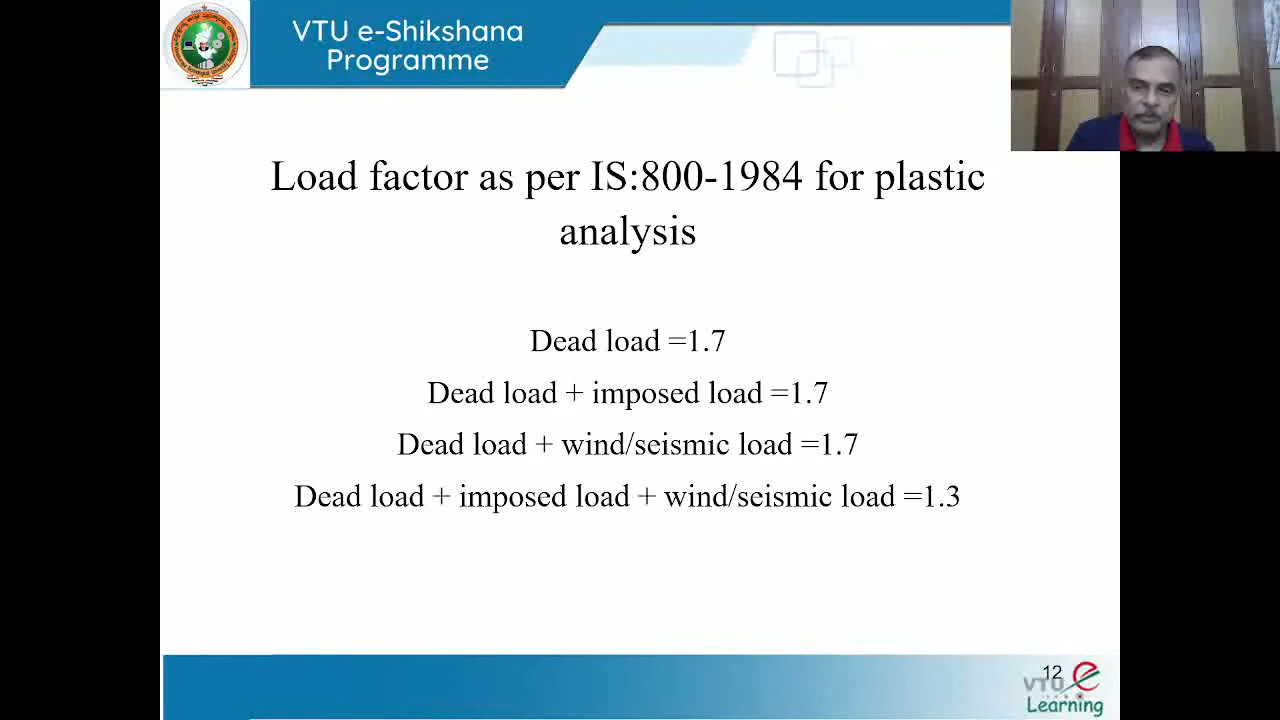 VTU e-Shikshana
Programme
Load factor as per IS:800-1984 for plastic
analysis
Dead load =1.7
Dead load + imposed load =1.7
Dead load + wind/seismic load =1.7
Dead load + imposed load + wind/seismic load =1.3
12
VTU e
Learning